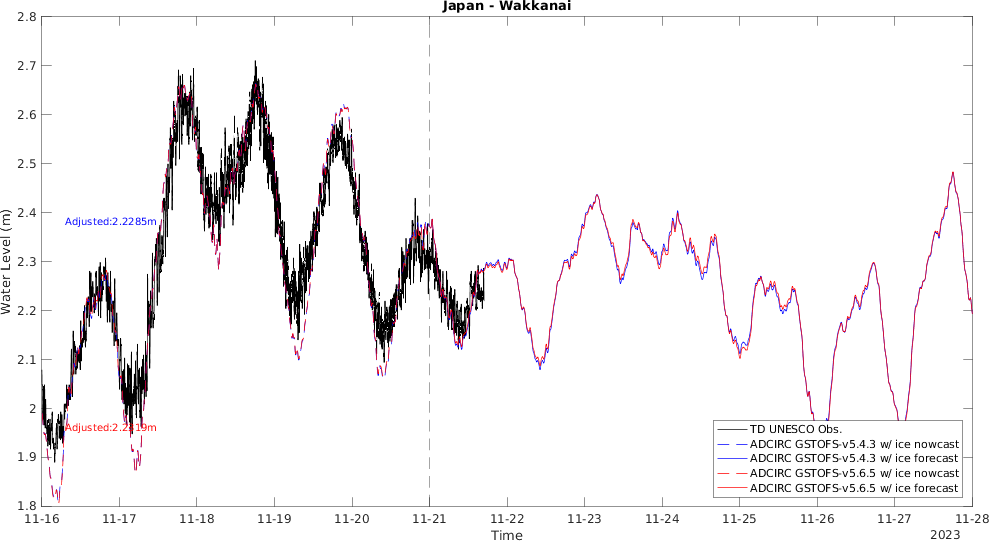 Japan - Wakkanai
2.8
2.7
2.6
2.5
2.4
2.3
2.2
2.1
2
1.9
1.8
Water Level (m)
Adjusted:2.2285m
Adjusted:2.2819m
TD UNESCO Obs.
ADCIRC GSTOFS-v5.4.3 w/ ice nowcast
ADCIRC GSTOFS-v5.4.3 w/ ice forecast
ADCIRC GSTOFS-v5.6.5 w/ ice nowcast
ADCIRC GSTOFS-v5.6.5 w/ ice forecast
11-16 11-17 11-18 11-19 11-20 11-21 11-22 11-23 11-24 11-25 11-26 11-27 11-28
Time
2023